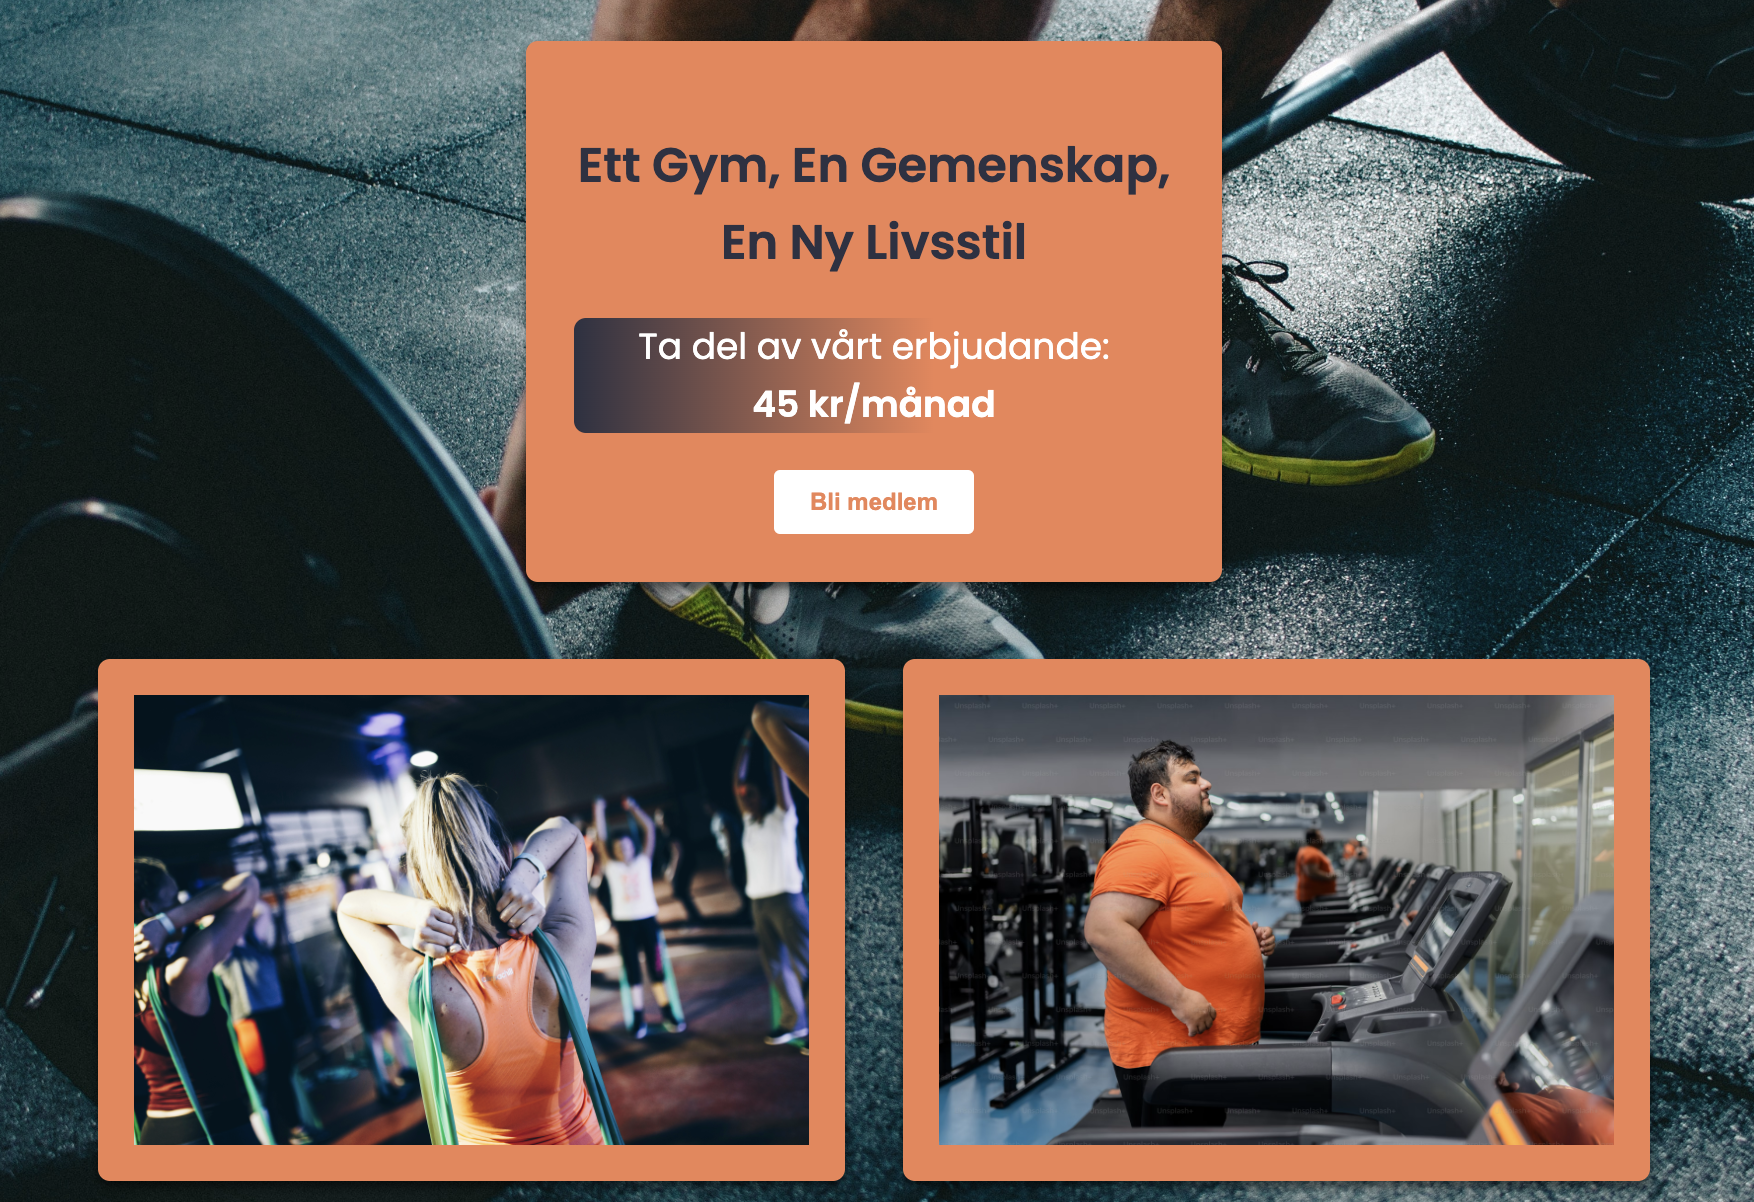 Ett Gym, En Gemenskap,
En Ny Livsstil
Ta del av vårt erbjudande:
45 kr/månad
Bli medlem